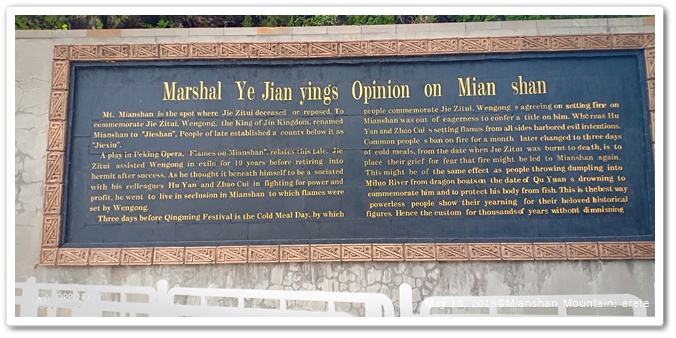 Marshal Ye Jian yings Opinion on Mian shan
Mt. Mianshan is the spot where Jie Zitui deceased or reposed. To
commemorate Jie Zitui, Wengong, the King of Jin Kingdom, renamed
Mianshan to "Jieshan", People of late established a county below it as
"Jiexiu".
A play in Peking Opera, "Flames on Mianshan", relates this tale. Jie
Zitui assisted Wengong in exile for 19 years before retiring into
hermit after success. As he thought it beneath himself to be a sociated
with his colleagues Hu Yan and Zhao Cui in fighting for power and
profit, he went to live in seclusion in Mianshan to which flames were
set by Wengong.
Three days before Qingming Festival is the Cold Meal Day, by which
people commemorate Jie Zitui. Wengong s agreeing on setting fire on
Mianshan was out of eagerness to confer a title on him. Whereas Hu
Yan and Zhao Cui s setting flames from all sides harbored evil intentions.
Common people s ban on fire for a month later changed to three days
of cold meals, from the date when Jie Zitui was burnt to death, is to
place their grief for fear that fire might be led to Mianshan again.
This might be of the same effect as people throwing dumpling into
Miluo River from dragon boats on the date of Qu Yuan s drowning to
commemorate him and to protect his body from fish. This is the best way
powerless people show their yearning for their beloved historical
figures. Hence the custom for thousands of years without diminishing
May 18, 2019@Mianshan Mountain; arete